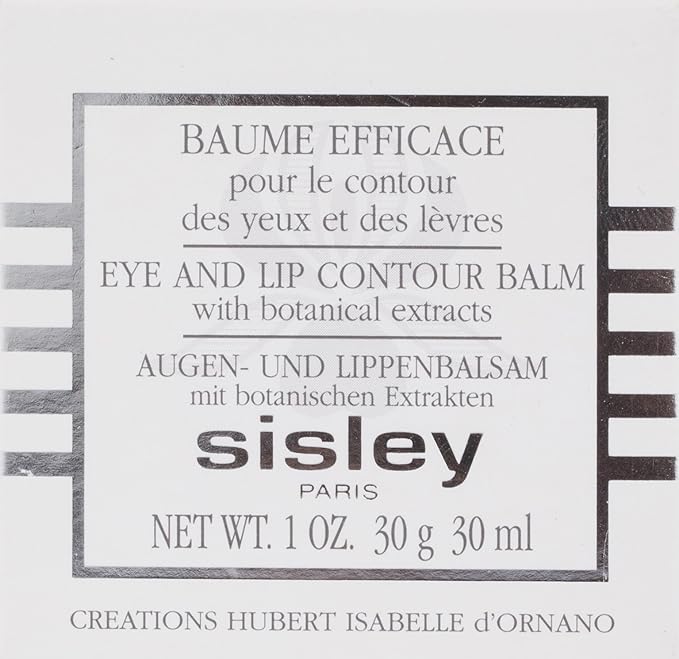 BAUME EFFICACE
pour le contour
des yeux et des lèvres
EYE AND LIP CONTOUR BALM
with botanical extracts
AUGEN- UND LIPPENBALSAM
mit botanischen Extrakten
sisley
PARIS
NET WT. 1 OZ. 30 g 30 ml
CREATIONS HUBERT ISABELLE d'ORNANO